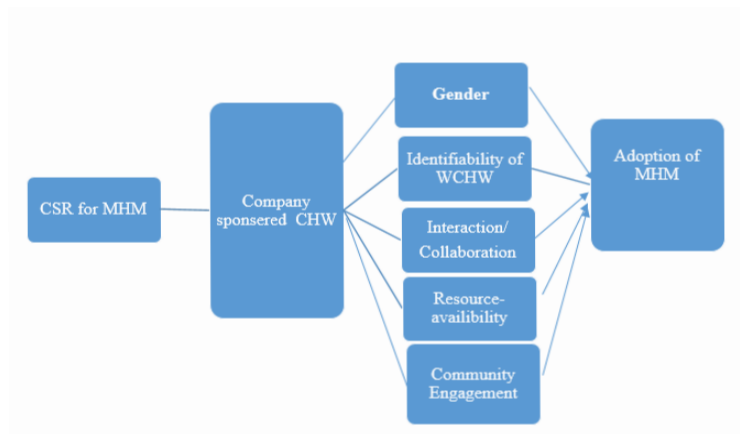 CSR for MHM
Company
sponsered CHW
Gender
Identifiability of
WCHW
Interaction/
Collaboration
Resource-
availibility
Community
Engagement
Adoption of
MHM